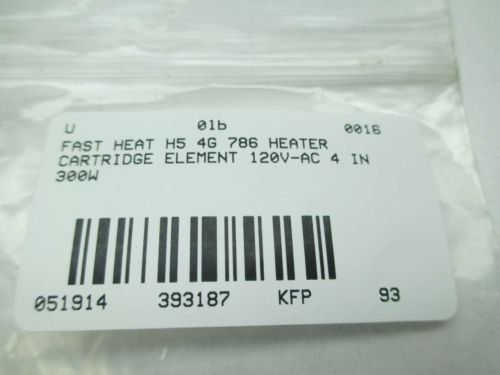 U 01b 0016
FAST HEAT H5 4G 786 HEATER
CARTRIDGE ELEMENT 120V-AC 4 IN
300W
051914 393187 KFP 93